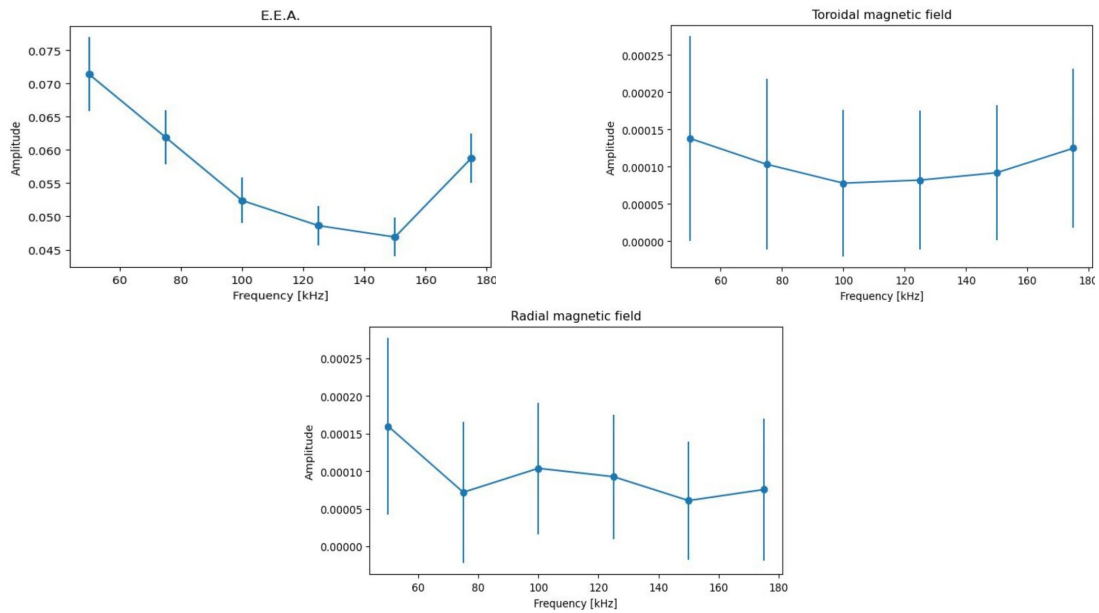 E.E.A.
Amplitude
0.075
0.070
0.065
0.060
0.055
0.050
0.045
60 80 100 120 140 160 180
Frequency [kHz]
Toroidal magnetic field
Amplitude
0.00025
0.00020
0.00015
0.00010
0.00005
0.00000
60 80 100 120 140 160 180
Frequency [kHz]
Radial magnetic field
Amplitude
0.00025
0.00020
0.00015
0.00010
0.00005
0.00000
60 80 100 120 140 160 180
Frequency [kHz]